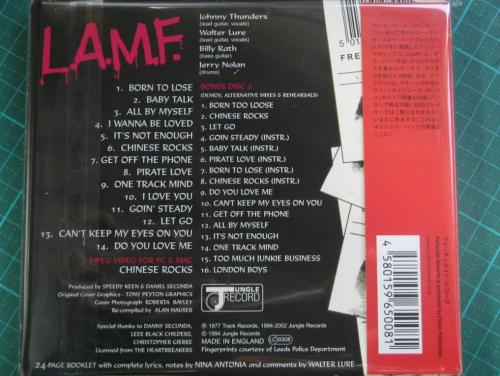 L.A.M.F.
Johnny Thunders
(lead guitar, vocals)
Walter Lure
(lead guitar, vocals)
Billy Rath
(bass guitar)
Jerry Nolan
(drums)
1. BORN TO LOSE
2. BABY TALK
3. ALL BY MYSELF
4. I WANNA BE LOVED
5. IT'S NOT ENOUGH
6. CHINESE ROCKS
7. GET OFF THE PHONE
8. PIRATE LOVE
9. ONE TRACK MIND
10. I LOVE YOU
11. GOIN' STEADY
12. LET GO
13. CAN'T KEEP MY EYES ON YOU
14. DO YOU LOVE ME
MPEG VIDEO FOR PC & MAC
CHINESE ROCKS
BONUS DISC 2
(DEMOS, ALTERNATIVE MIXES & REHEARSALS)
1. BORN TOO LOOSE
2. CHINESE ROCKS
3. LET GO
4. GOIN STEADY (INSTR.)
5. BABY TALK (INSTR.)
6. PIRATE LOVE (INSTR.)
7. BORN TO LOSE (INSTR.)
8. CHINESE ROCKS (INSTR.)
9. DO YOU LOVE ME
10. CAN'T KEEP MY EYES ON YOU
11. GET OFF THE PHONE
12. ALL BY MYSELF
13. IT'S NOT ENOUGH
14. ONE TRACK MIND
15. TOO MUCH JUNKIE BUSINESS
16. LONDON BOYS
Produced by SPEEDY KEEN & DANIEL SECUNDA
Original Cover Graphics - TONY PEYTON GRAPHICS
Cover Photograph ROBERTA BAYLEY
Re-compiled by ALAN HAUSER
Special thanks to DANNY SECUNDA,
LEEE BLACK CHILDERS,
CHRISTOPHER GIERKE
Licensed from THE HEARTBREAKERS
JUNGLE
RECORDS
℗ 1977 Track Records, 1994-2002 Jungle Records
© 1994 Jungle Records
MADE IN ENGLAND LC9308
Fingerprints courtesy of Leeds Police Department
24-PAGE BOOKLET with complete lyrics, notes by NINA ANTONIA and comments by WALTER LURE
5 01
FRE
4580159650081